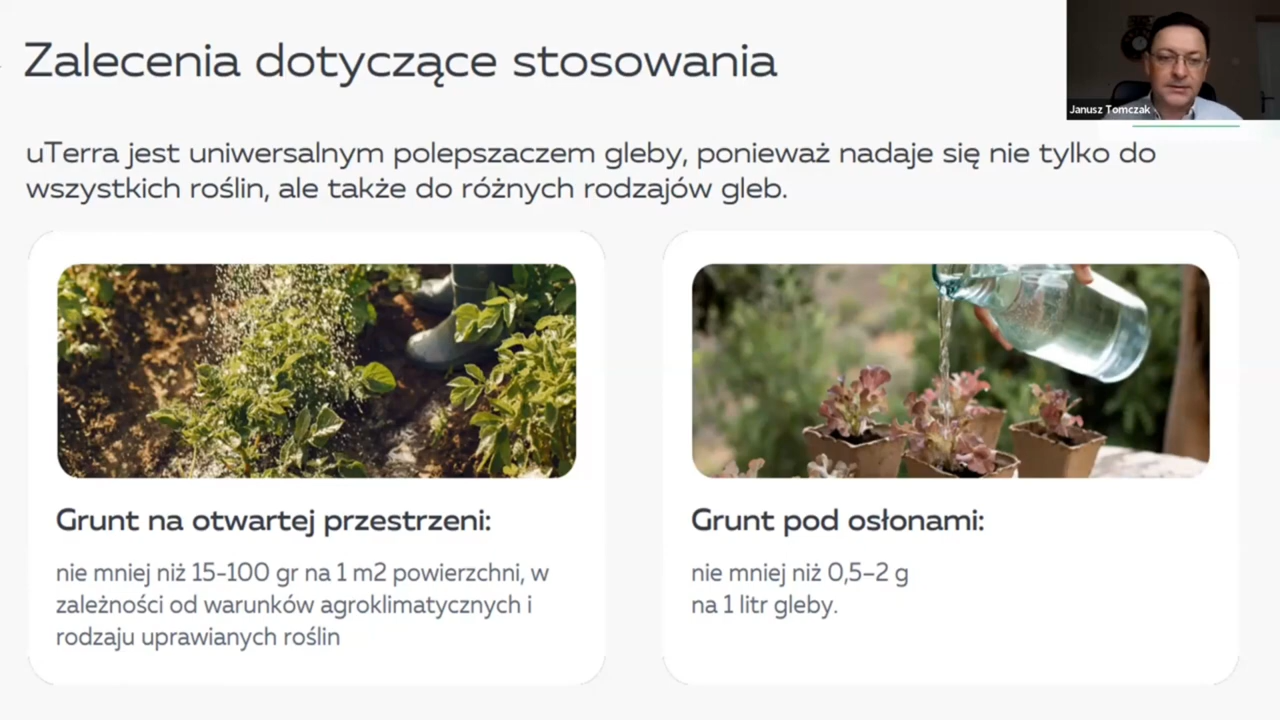 Zalecenia dotyczące stosowania
Janusz Tomczak
uTerra jest uniwersalnym polepszaczem gleby, ponieważ nadaje się nie tylko do
wszystkich roślin, ale także do różnych rodzajów gleb.
Grunt na otwartej przestrzeni:
nie mniej niż 15-100 gr na 1 m2 powierzchni, w
zależności od warunków agroklimatycznych i
rodzaju uprawianych roślin
Grunt pod osłonami:
nie mniej niż 0,5–2 g
na 1 litr gleby.